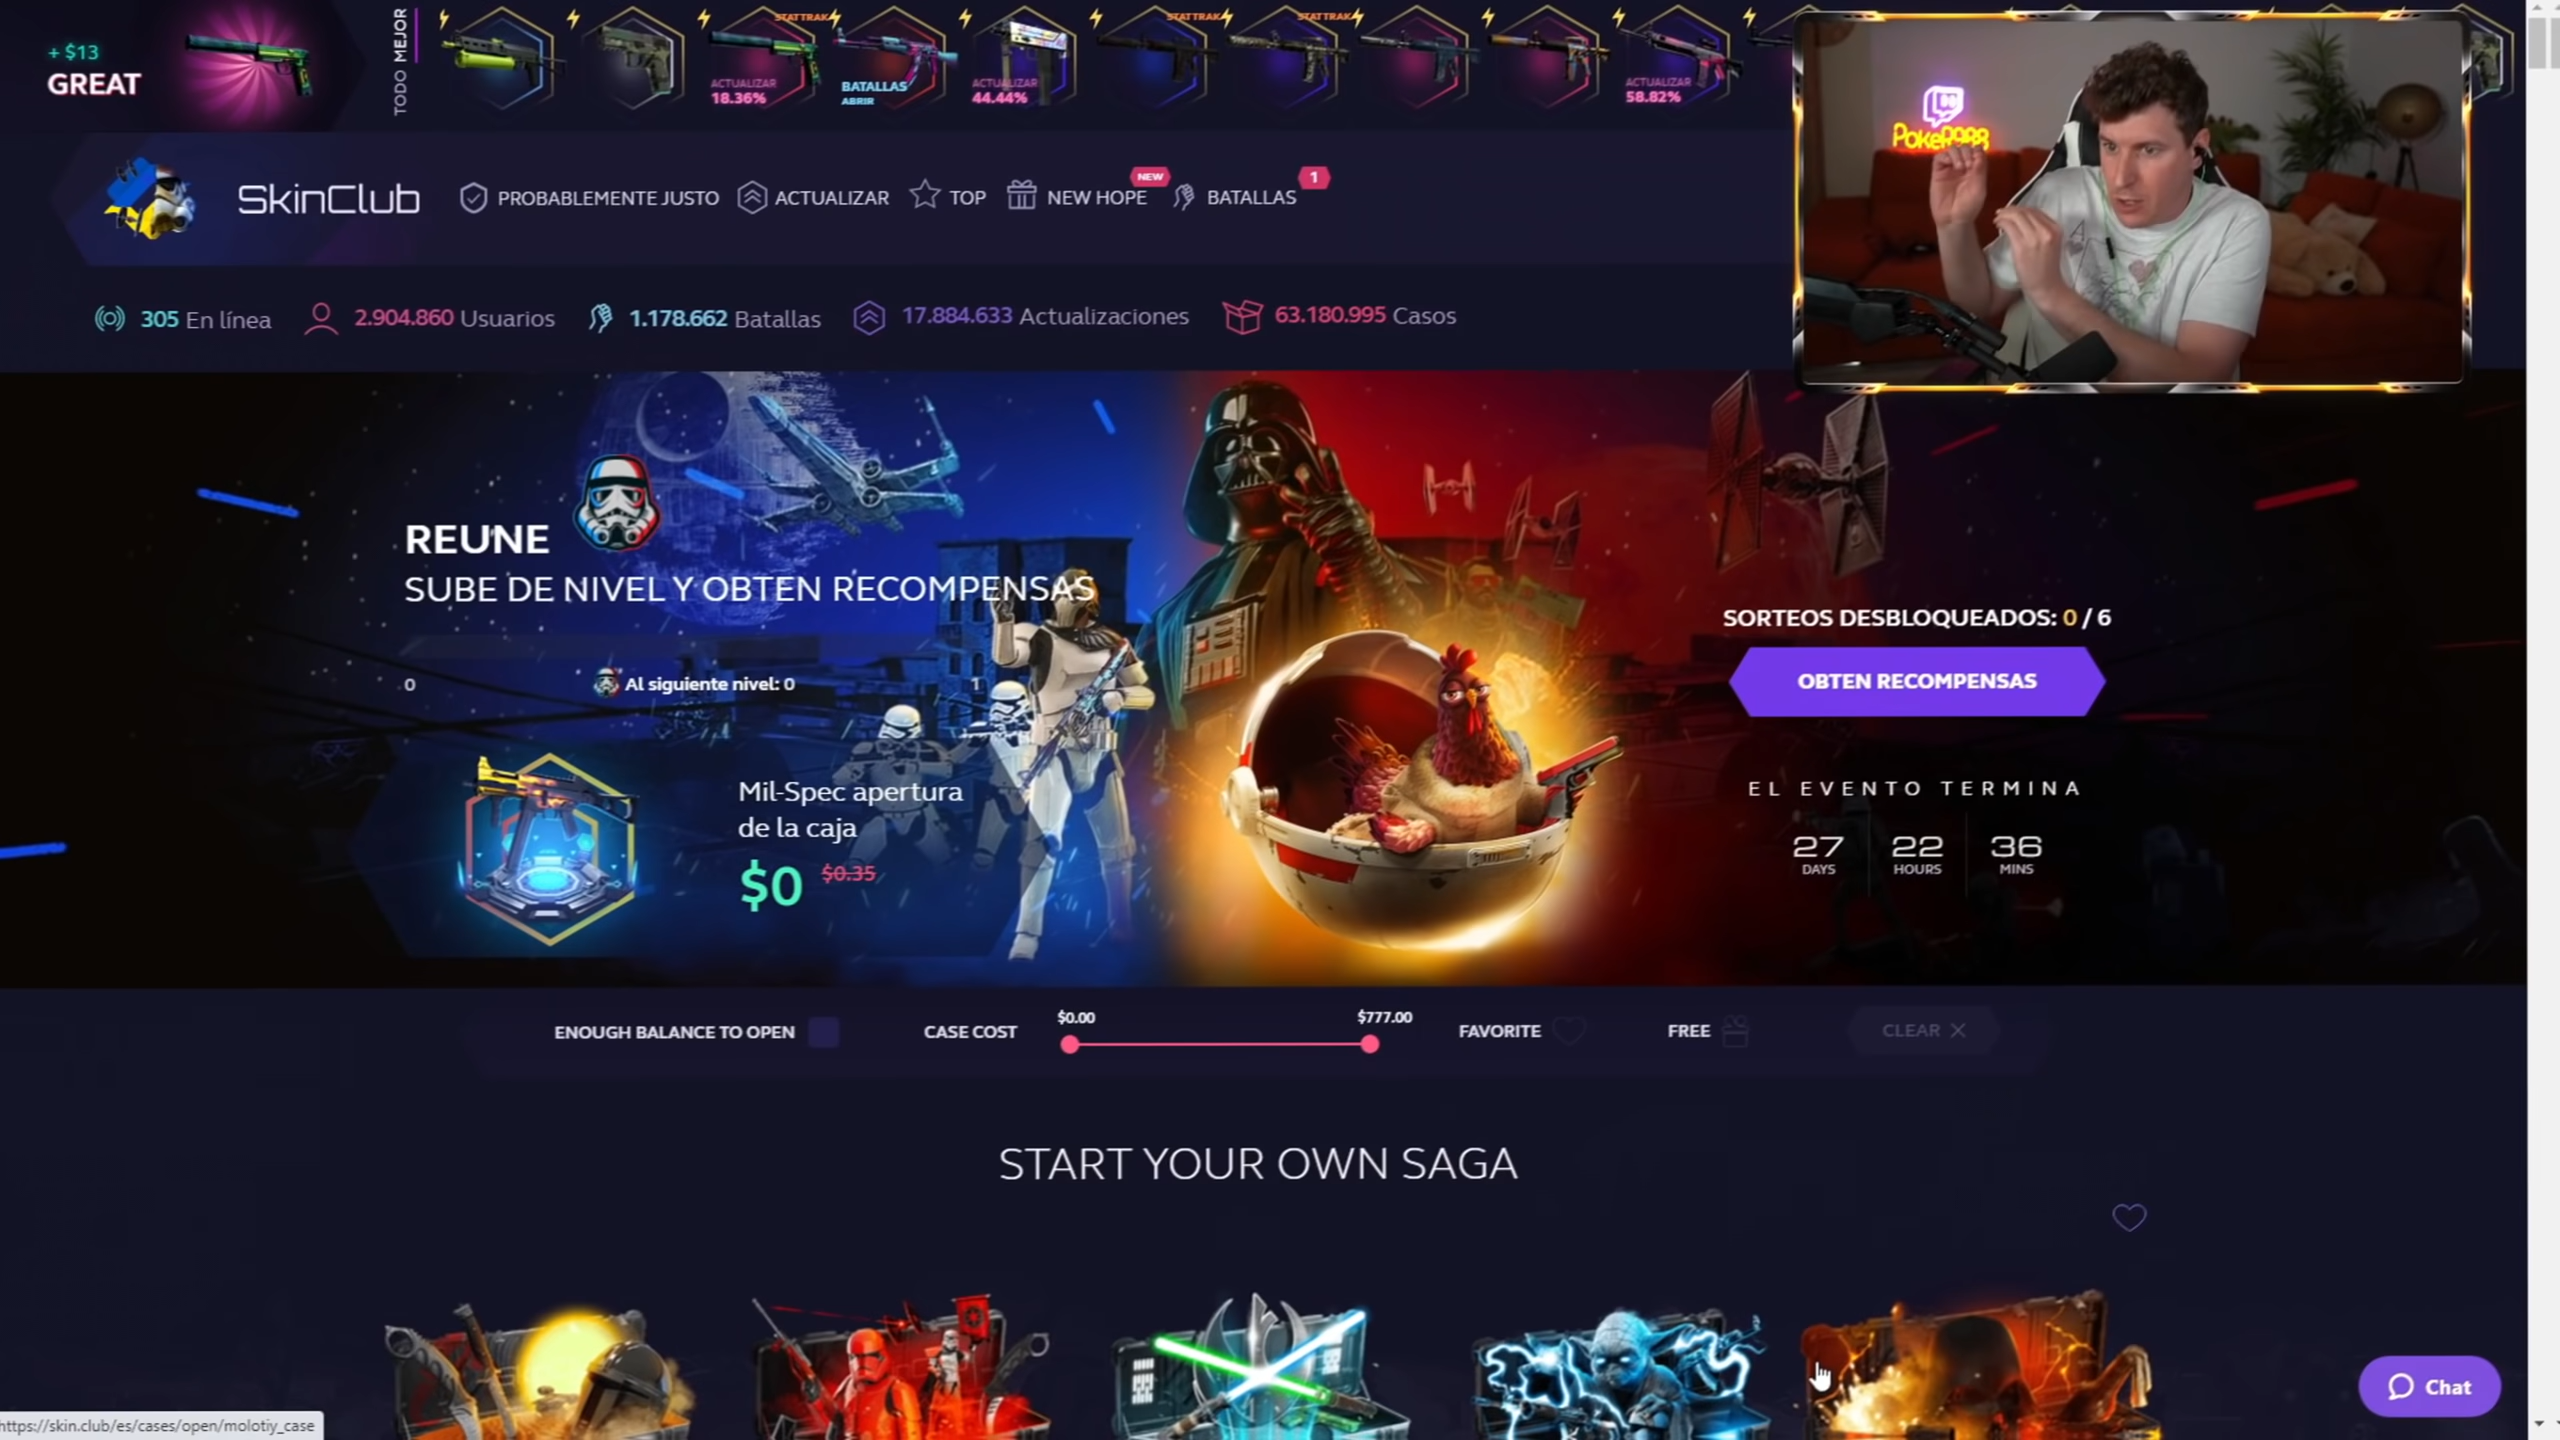 + $13
GREAT
TODO MEJOR
STATTRAK
ACTUALIZAR
18.36%
BATALLAS
ABRIR
ACTUALIZAR
44.44%
STATTRAK
STATTRAK
ACTUALIZAR
58.82%
SkinClub
PROBABLEMENTE JUSTO
ACTUALIZAR
TOP
NEW HOPE
NEW
BATALLAS
1
305 En línea
2.904.860 Usuarios
1.178.662 Batallas
17.884.633 Actualizaciones
63.180.995 Casos
REUNE
SUBE DE NIVEL Y OBTEN RECOMPENSAS
0
Al siguiente nivel: 0
1
Mil-Spec apertura
de la caja
$0 $0.35
SORTEOS DESBLOQUEADOS: 0 / 6
OBTEN RECOMPENSAS
EL EVENTO TERMINA
27 22 36
DAYS HOURS MINS
ENOUGH BALANCE TO OPEN
CASE COST
$0.00
$777.00
FAVORITE
FREE
CLEAR
START YOUR OWN SAGA
Chat
https://skin.club/es/cases/open/molotiy_case